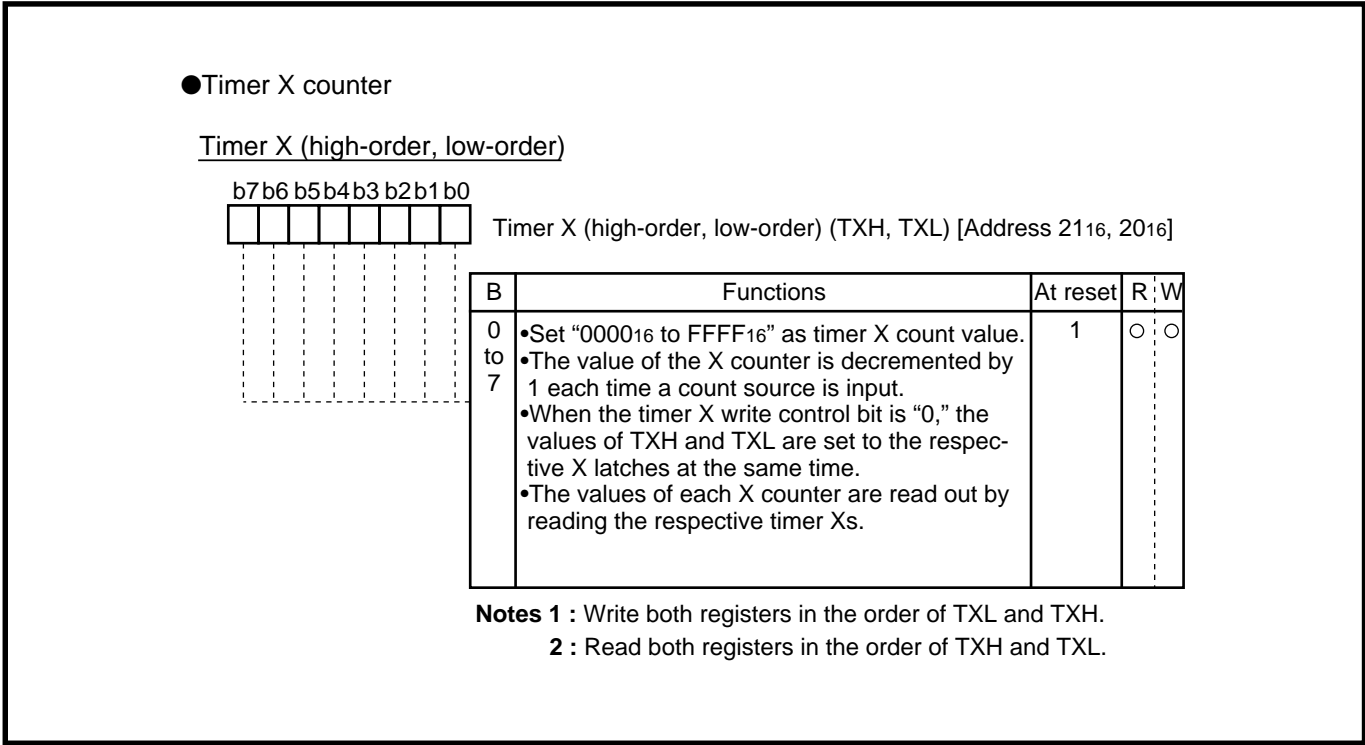 ●Timer X counter
Timer X (high-order, low-order)
b7 b6 b5 b4 b3 b2 b1 b0
Timer X (high-order, low-order) (TXH, TXL) [Address 2116, 2016]
B Functions At reset R W
0 to 7
•Set “000016 to FFFF16” as timer X count value.
•The value of the X counter is decremented by
1 each time a count source is input.
•When the timer X write control bit is “0,” the
values of TXH and TXL are set to the respec-
tive X latches at the same time.
•The values of each X counter are read out by
reading the respective timer Xs.
1 ○ ○
Notes 1 : Write both registers in the order of TXL and TXH.
2 : Read both registers in the order of TXH and TXL.